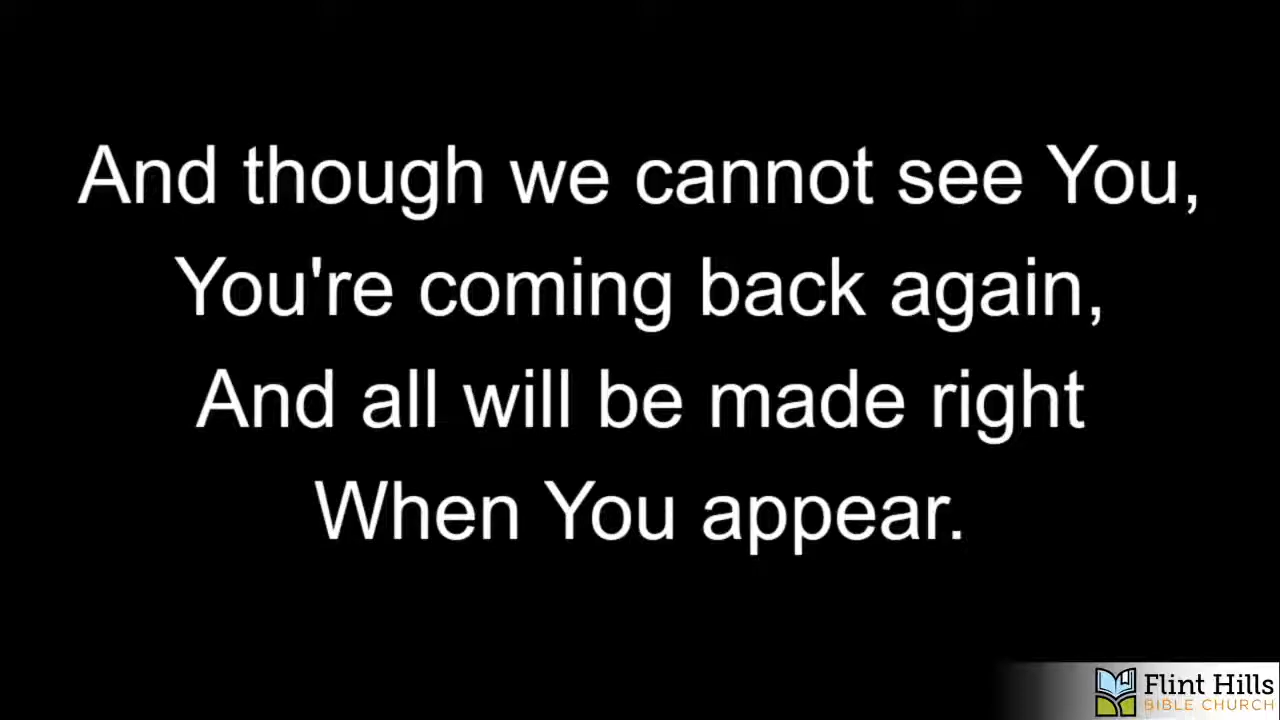 And though we cannot see You,
You're coming back again,
And all will be made right
When You appear.
Flint Hills
BIBLE CHURCH